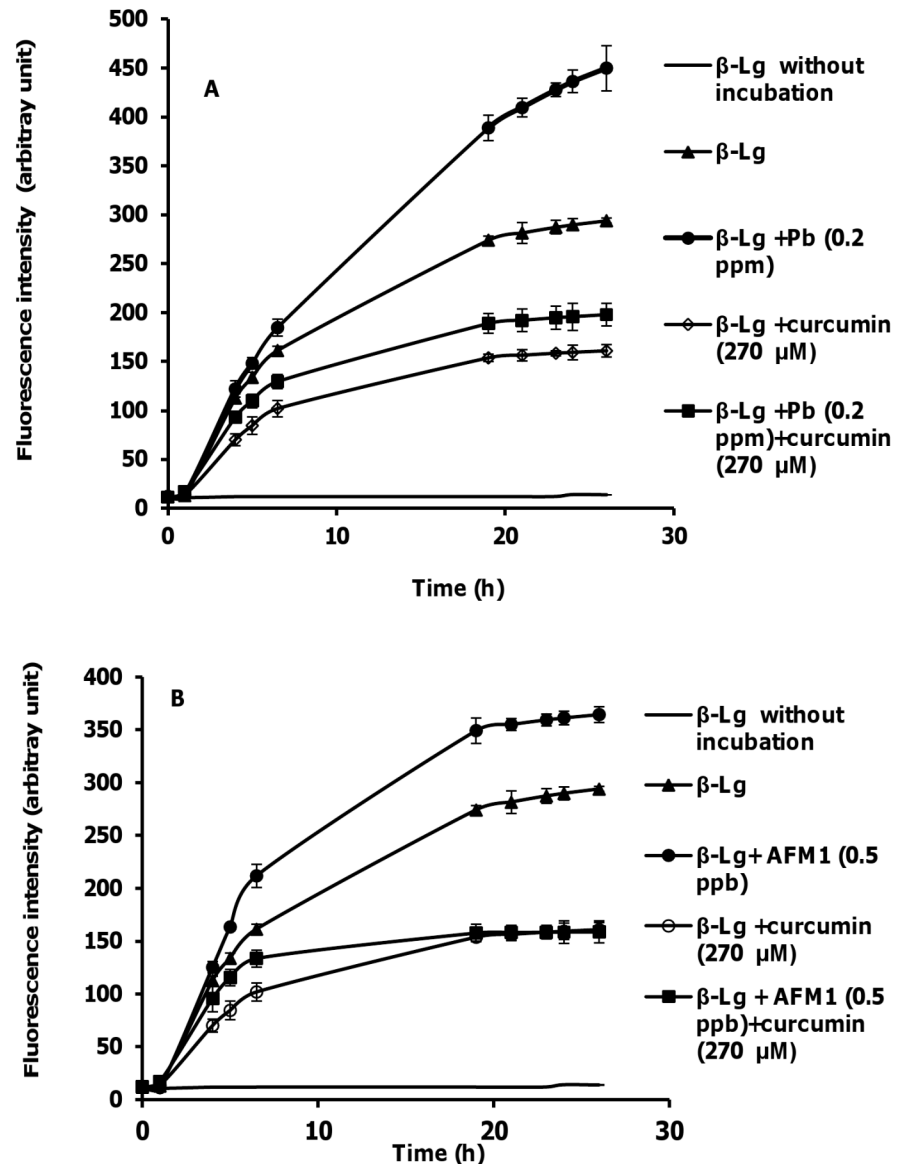 Fluorescence intensity (arbitray unit)
500
450
400
350
300
250
200
150
100
50
0
A
0
10
20
30
Time (h)
β-Lg without
incubation
β-Lg
β-Lg +Pb (0.2
ppm)
β-Lg +curcumin
(270 μM)
β-Lg +Pb (0.2
ppm)+curcumin
(270 μM)
Fluorescence intensity (arbitray unit)
400
350
300
250
200
150
100
50
0
B
0
10
20
30
Time (h)
β-Lg without
incubation
β-Lg
β-Lg+ AFM1 (0.5
ppb)
β-Lg +curcumin
(270 μM)
β-Lg + AFM1 (0.5
ppb)+curcumin
(270 μM)